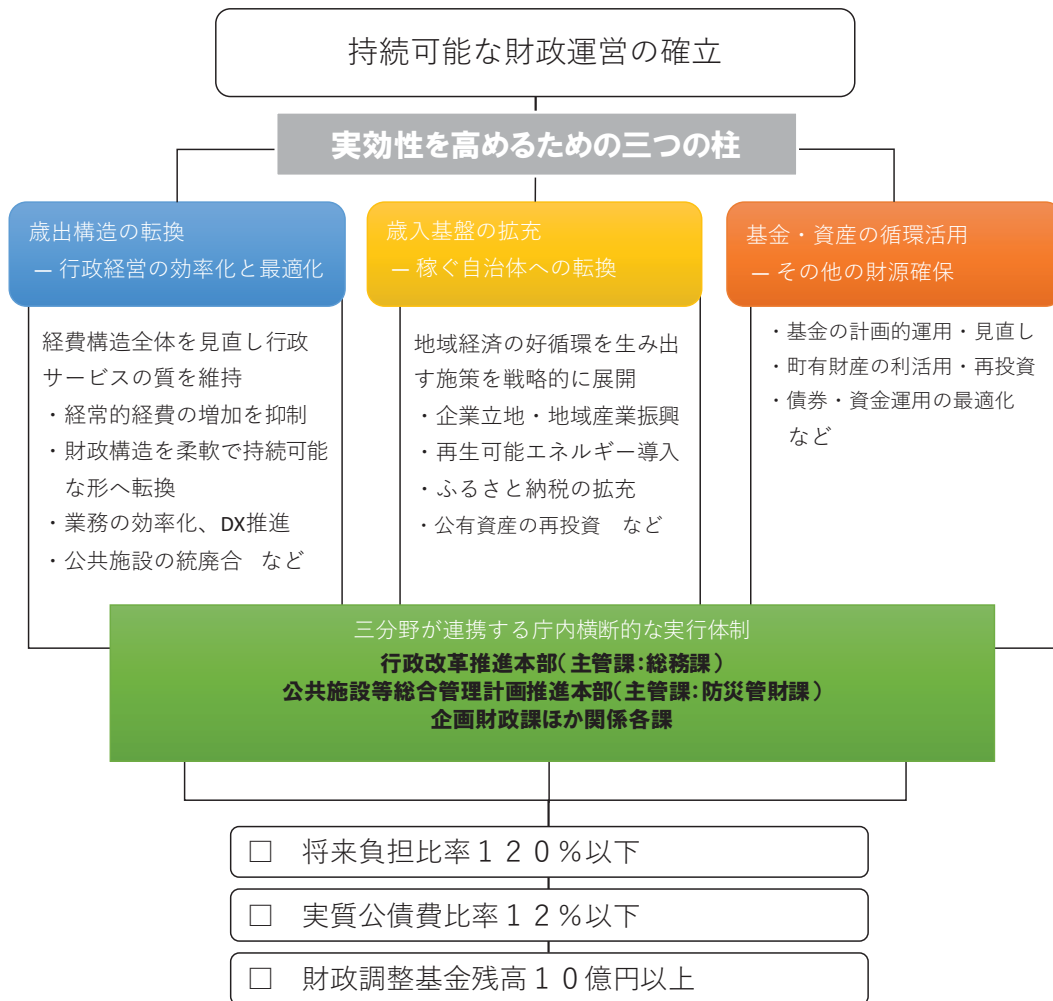 持続可能な財政運営の確立
実効性を高めるための三つの柱
歳出構造の転換
― 行政経営の効率化と最適化
経費構造全体を見直し行政
サービスの質を維持
・経常的経費の増加を抑制
・財政構造を柔軟で持続可能
な形へ転換
・業務の効率化、DX推進
・公共施設の統廃合　など
歳入基盤の拡充
― 稼ぐ自治体への転換
地域経済の好循環を生み出
す施策を戦略的に展開
・企業立地・地域産業振興
・再生可能エネルギー導入
・ふるさと納税の拡充
・公有資産の再投資　など
基金・資産の循環活用
― その他の財源確保
・基金の計画的運用・見直し
・町有財産の利活用・再投資
・債券・資金運用の最適化
など
三分野が連携する庁内横断的な実行体制
行政改革推進本部（主管課：総務課）
公共施設等総合管理計画推進本部（主管課：防災管財課）
企画財政課ほか関係各課
□　将来負担比率１２０％以下
□　実質公債費比率１２％以下
□　財政調整基金残高１０億円以上